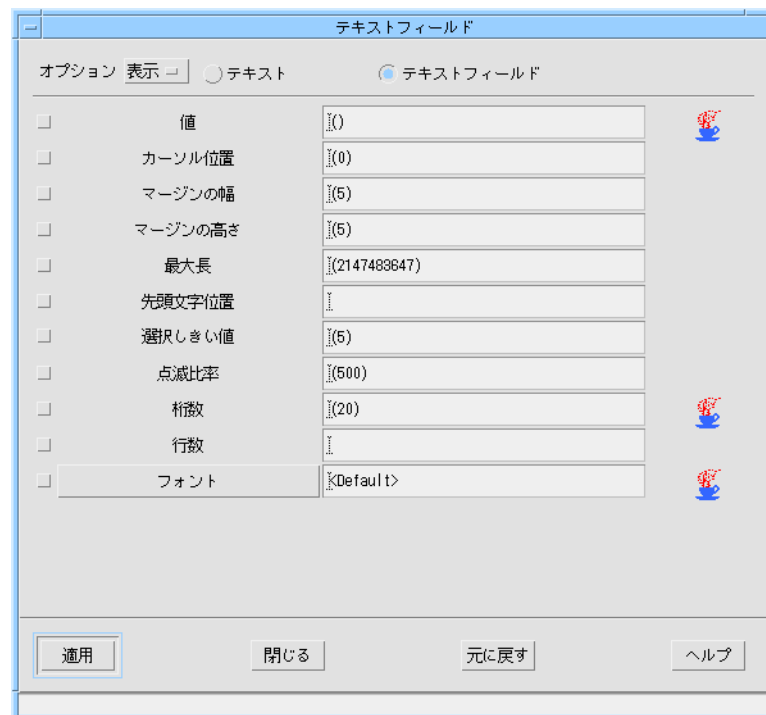 テキストフィールド
オプション 表示 テキスト テキストフィールド
値 ()
カーソル位置 (0)
マージンの幅 (5)
マージンの高さ (5)
最大長 (2147483647)
先頭文字位置
選択しきい値 (5)
点滅比率 (500)
桁数 (20)
行数
フォント <Default>
適用 閉じる 元に戻す ヘルプ